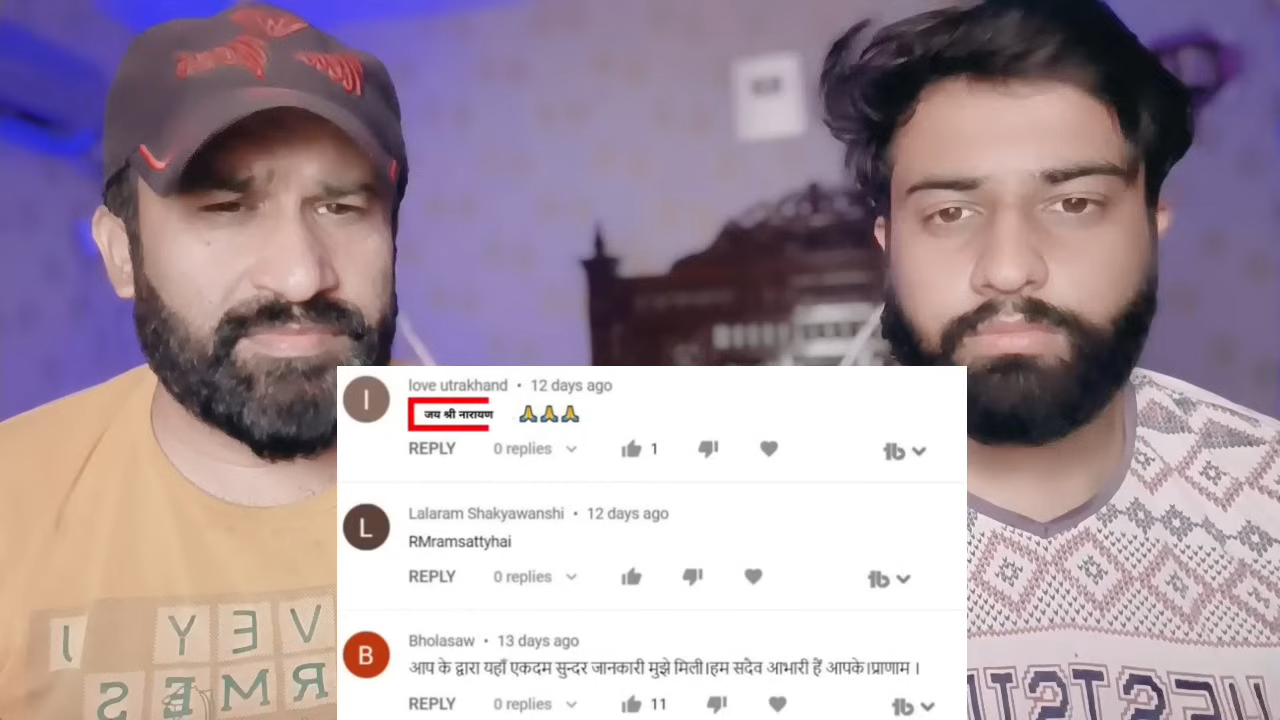 love utrakhand • 12 days ago
जय श्री नारायण 🙏🙏🙏
REPLY 0 replies 1
Lalaram Shakyawanshi • 12 days ago
RMramsattyhai
REPLY 0 replies
Bholasaw • 13 days ago
आप के द्वारा यहाँ एकदम सुन्दर जानकारी मुझे मिली।हम सदैव आभारी हैं आपके।प्राणाम ।
REPLY 0 replies 11